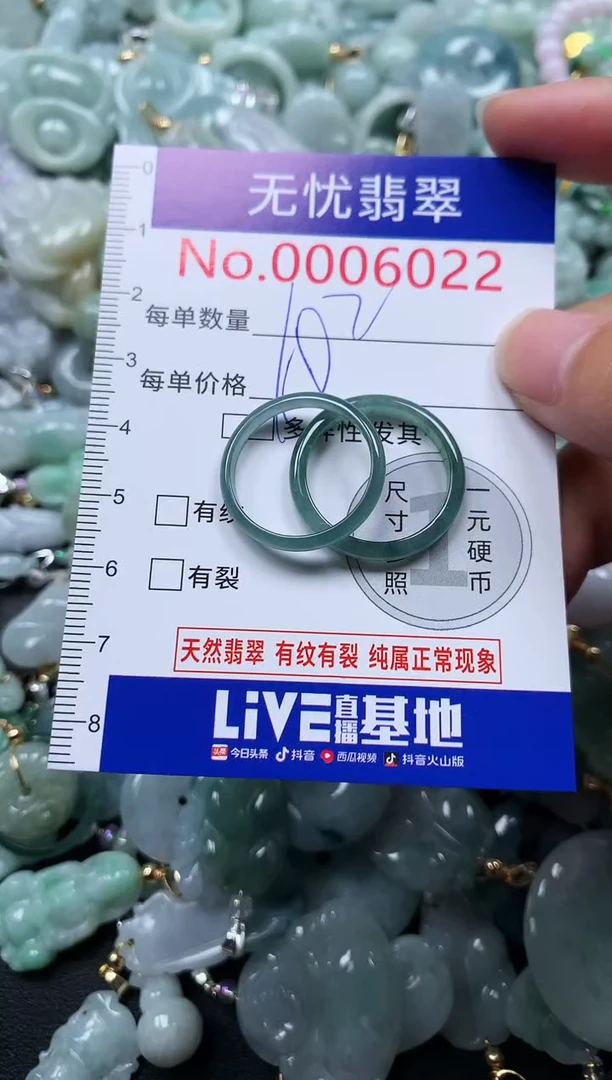 0
无忧翡翠
1
No.0006022
2
每单数量
3
每单价格
4
多 性发其
5
有纹
尺寸 照
一元硬币
1
6
有裂
7
天然翡翠 有纹有裂 纯属正常现象
8
LiVE直播基地
头条 今日头条 抖音 西瓜视频 抖音火山版